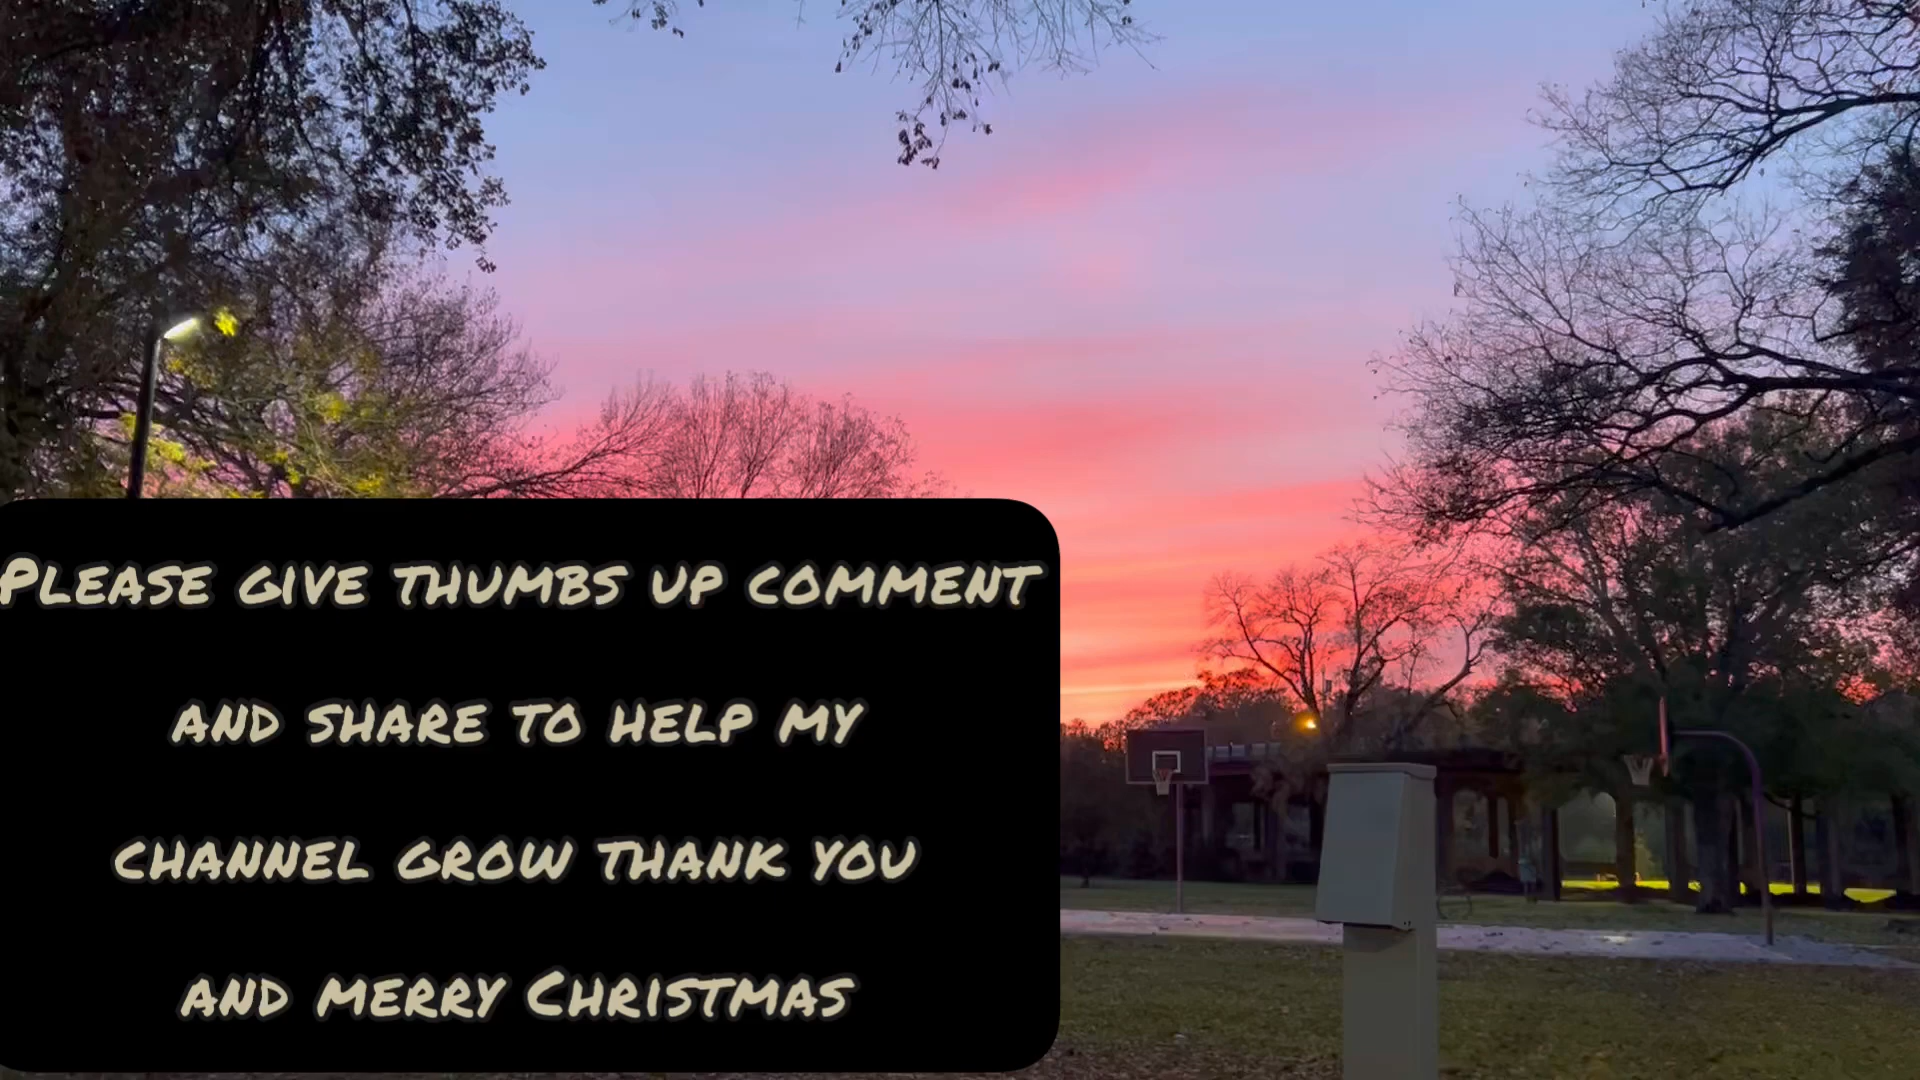 Please give thumbs up comment
and share to help my
channel grow thank you
and merry Christmas